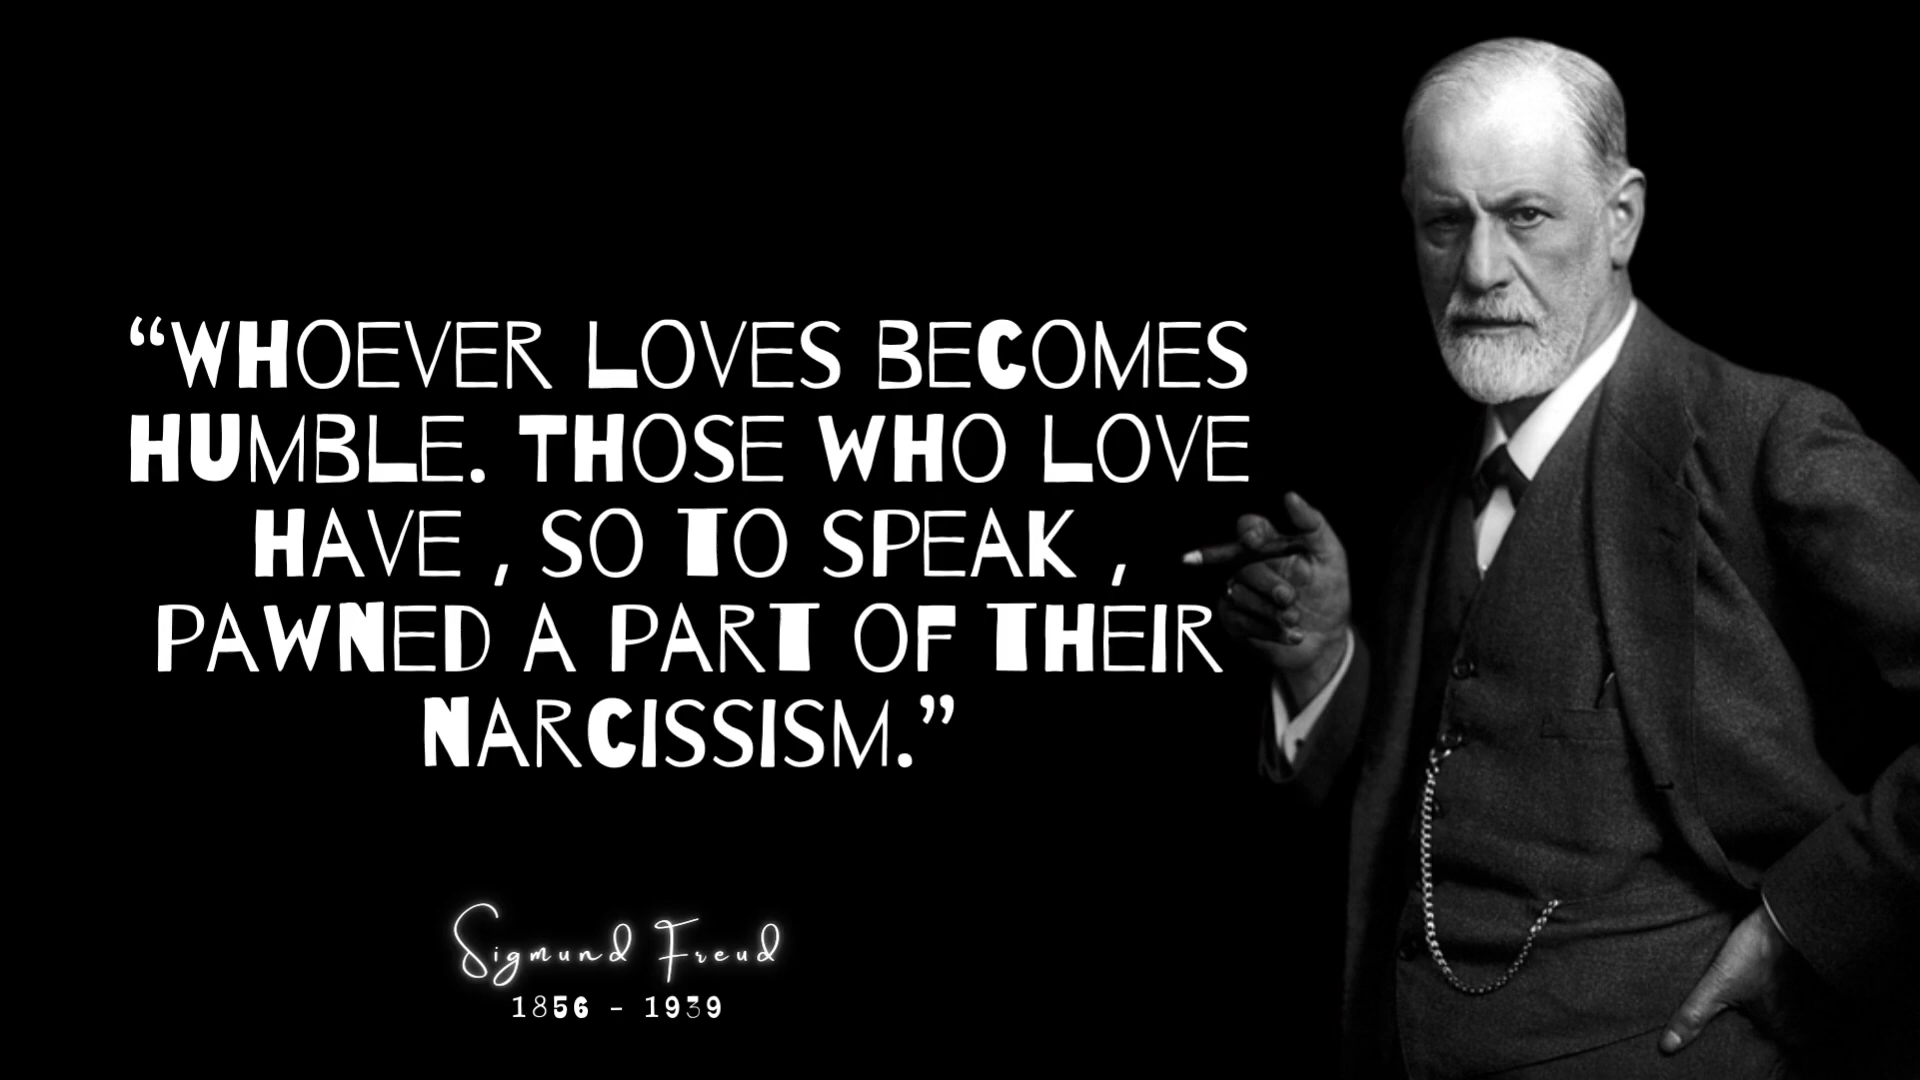 “WHOEVER LOVES BECOMES
HUMBLE. THOSE WHO LOVE
HAVE , SO TO SPEAK ,
PAWNED A PART OF THEIR
NARCISSISM.”
Sigmund Freud
1856 - 1939